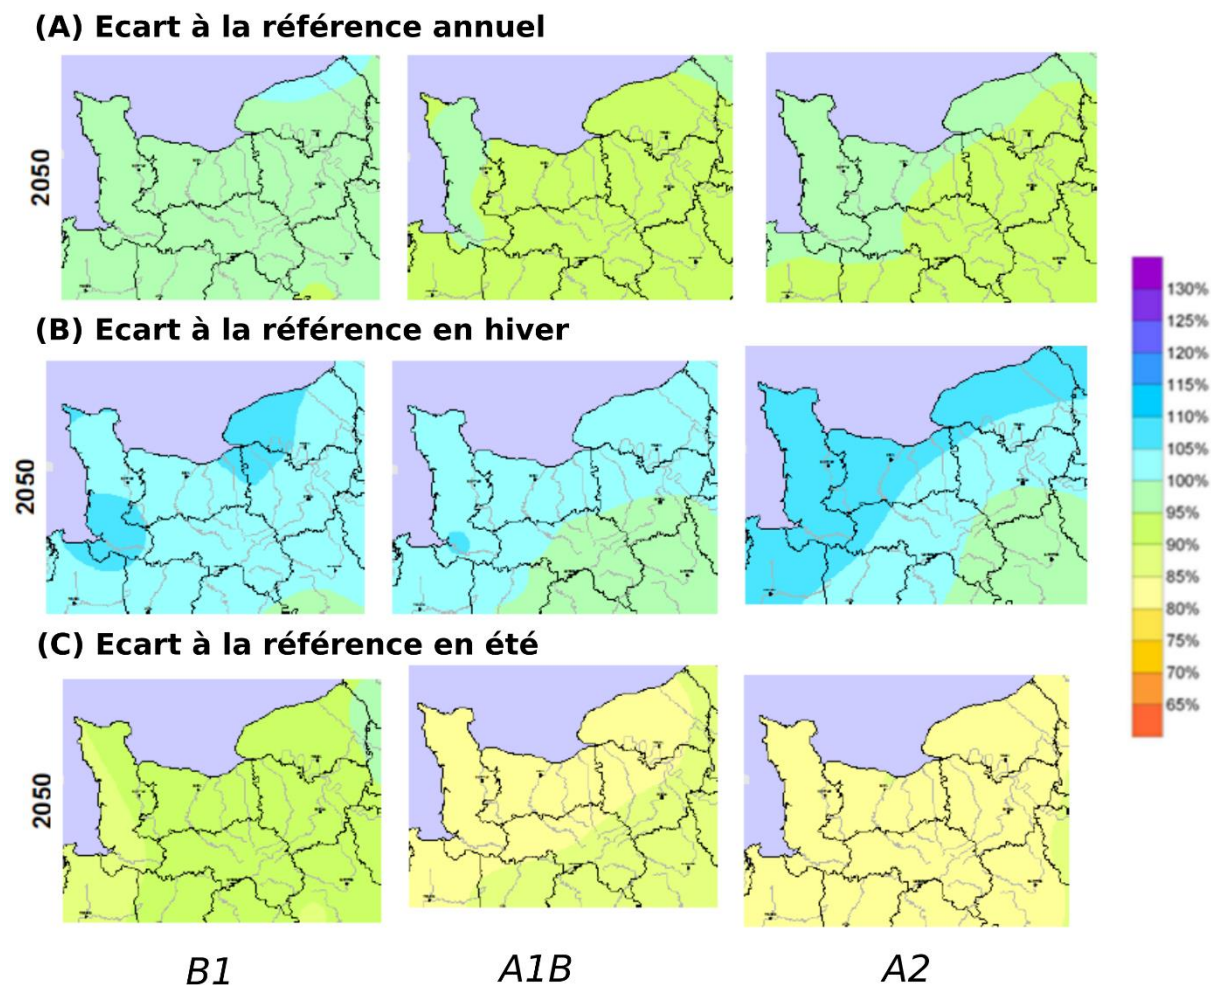 (A) Ecart à la référence annuel
2050
(B) Ecart à la référence en hiver
2050
(C) Ecart à la référence en été
2050
130%
125%
120%
115%
110%
105%
100%
95%
90%
85%
80%
75%
70%
65%
B1
A1B
A2